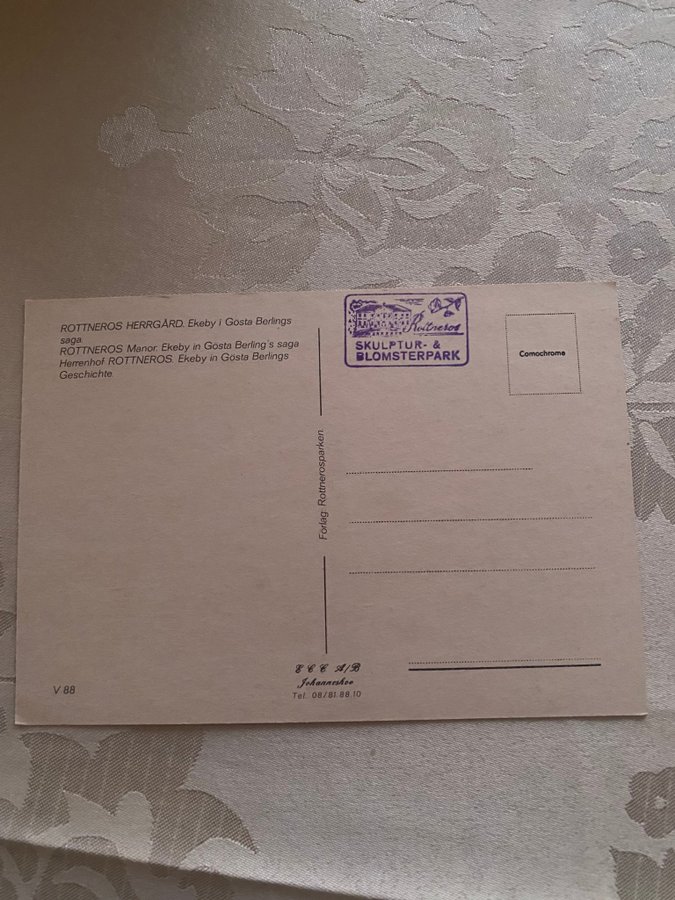 ROTTNEROS HERRGÅRD. Ekeby i Gösta Berlings
saga.
ROTTNEROS Manor. Ekeby in Gösta Berling's saga
Herrenhof ROTTNEROS. Ekeby in Gösta Berlings
Geschichte.
Rottneros
SKULPTUR- &
BLOMSTERPARK
Comochrome
Förlag: Rottnerosparken.
E C C A/B
Johanneshov
Tel. 08/81 88 10
V 88